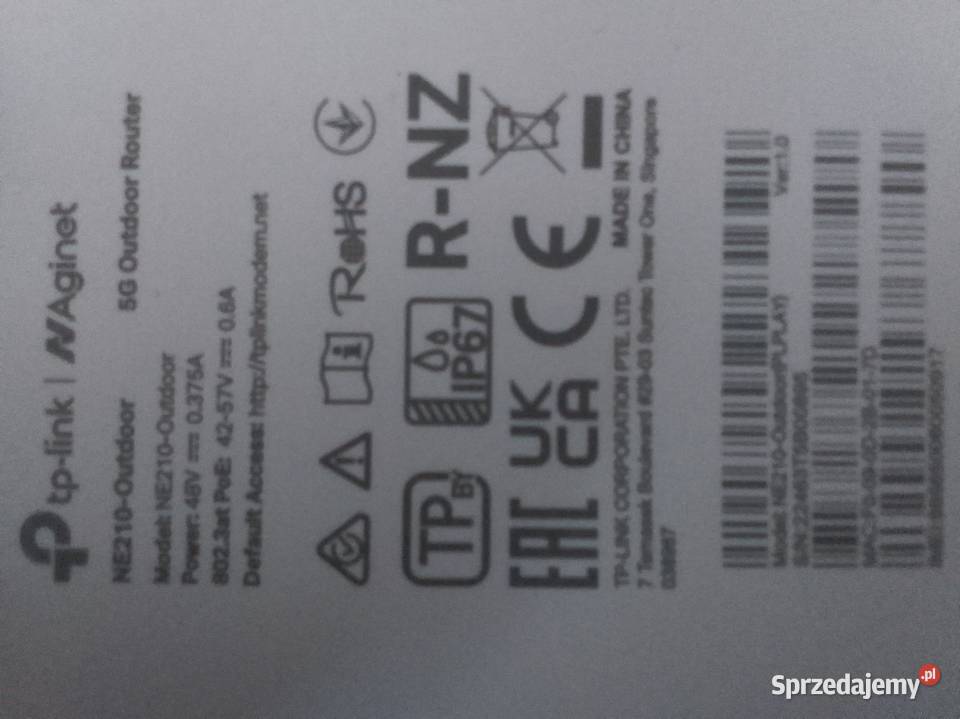 tp-link | Aginet
NE210-Outdoor 5G Outdoor Router
Model: NE210-Outdoor
Power: 48V ⎓ 0.375A
802.3at PoE: 42-57V ⎓ 0.6A
Default Access: http://tplinkmodem.net
RoHS
TP BY
IP67
R-NZ
EAC
UK CA
CE
TP-LINK CORPORATION PTE. LTD. MADE IN CHINA
7 Temasek Boulevard #29-03 Suntec Tower One, Singapore
038987
Model: NE210-Outdoor(PLPLAY) Ver:1.0
S/N:
MAC:
Sprzedajemy.pl